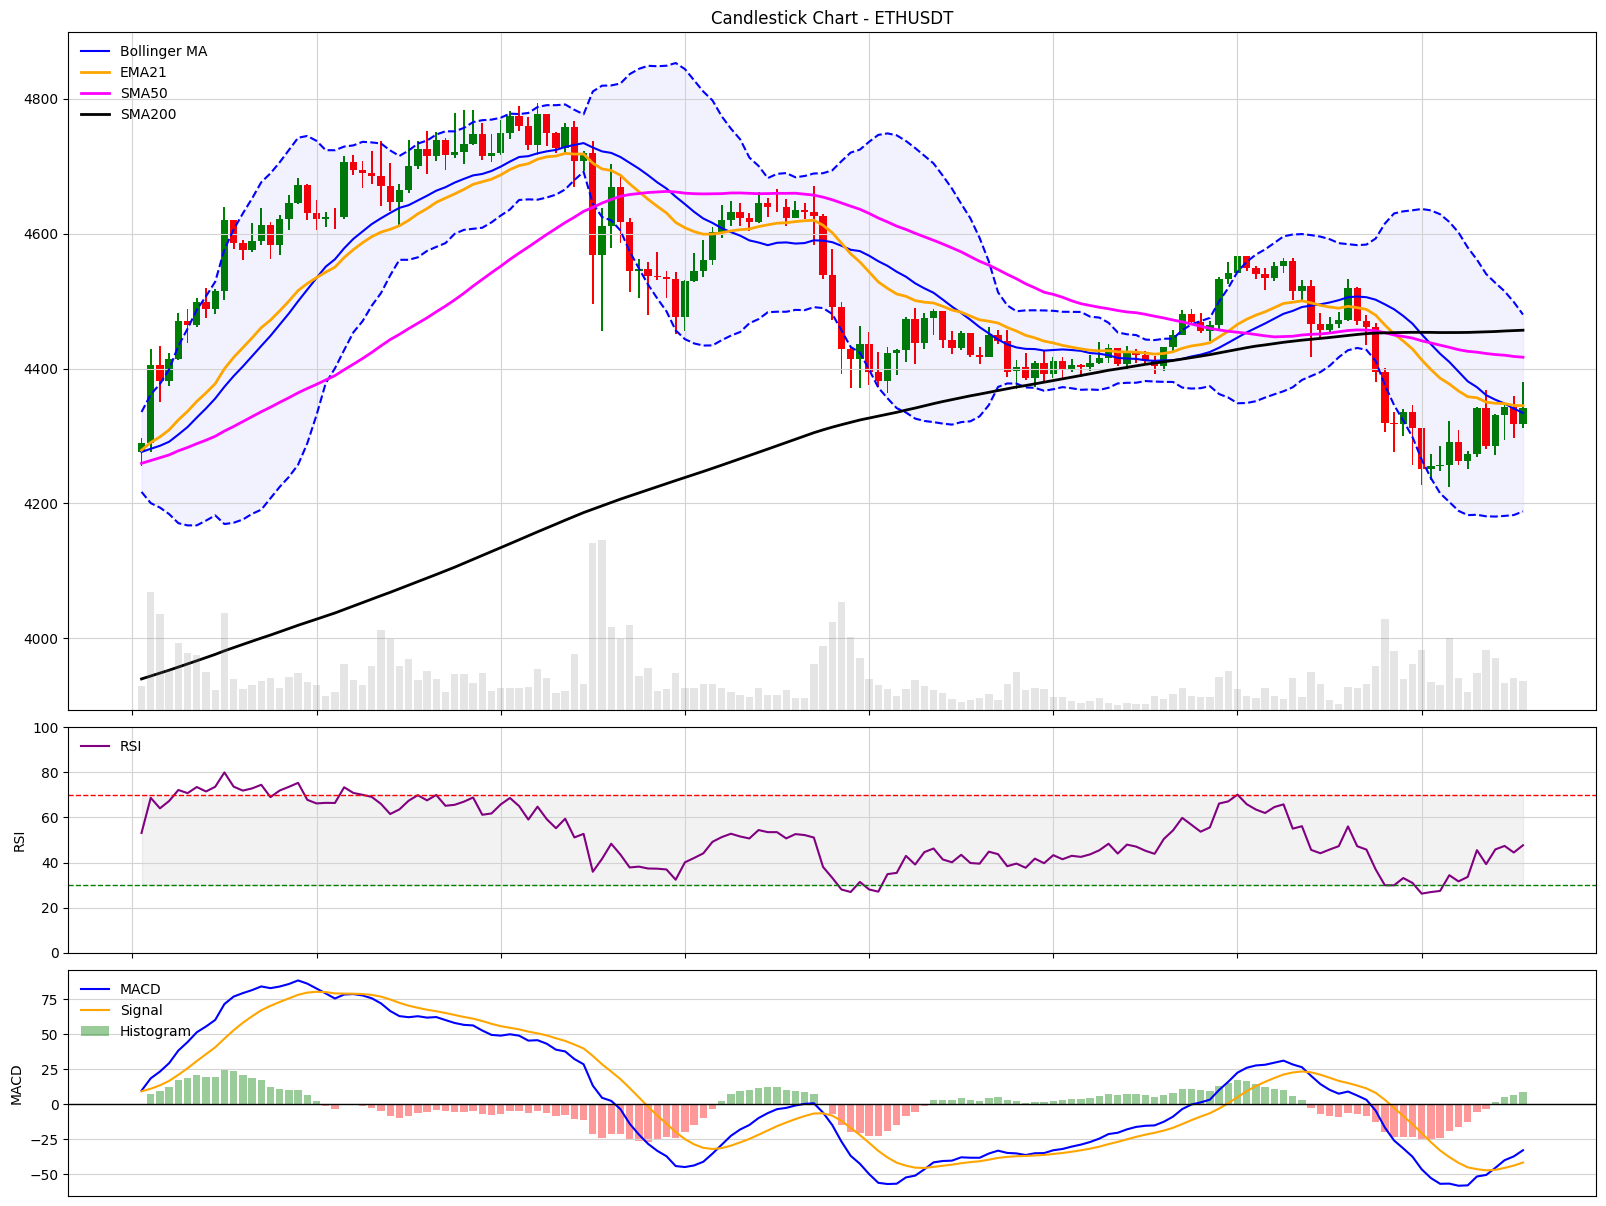 Candlestick Chart - ETHUSDT
Bollinger MA
EMA21
SMA50
SMA200
4800
4600
4400
4200
4000
RSI
100
80
60
40
20
0
RSI
MACD
Signal
Histogram
75
50
25
0
−25
−50
MACD